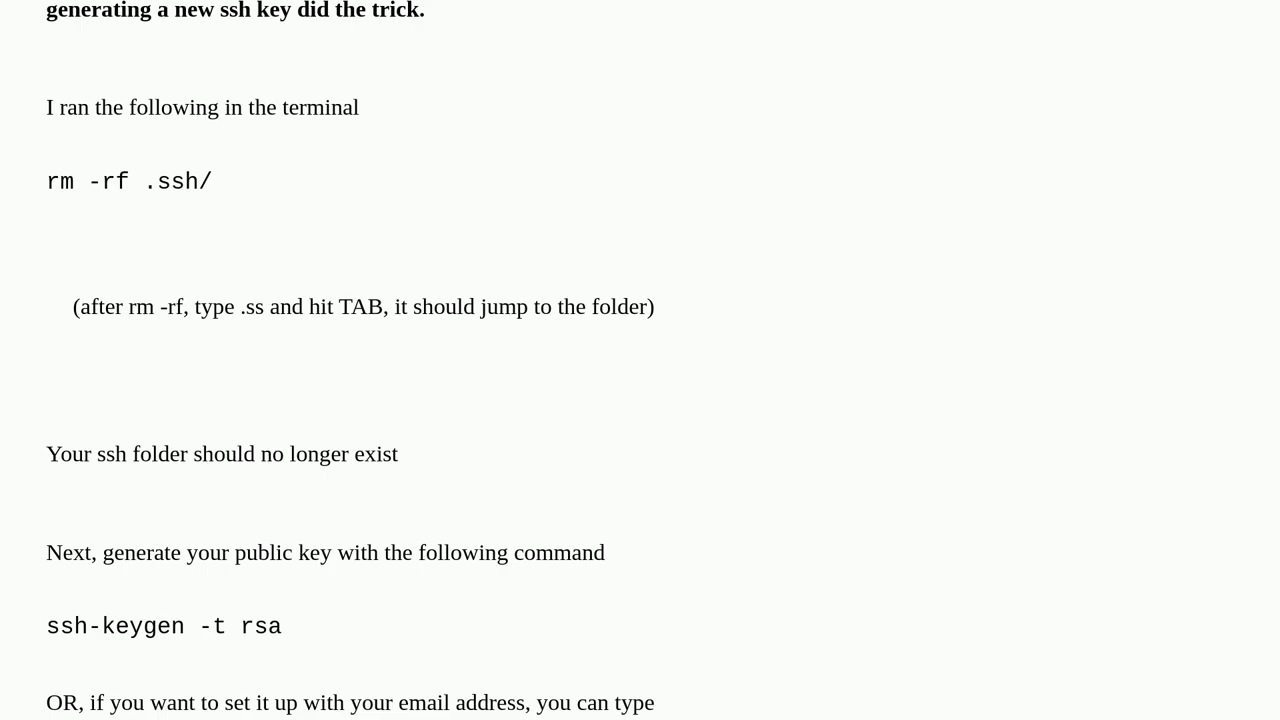 generating a new ssh key did the trick.
I ran the following in the terminal
rm -rf .ssh/
(after rm -rf, type .ss and hit TAB, it should jump to the folder)
Your ssh folder should no longer exist
Next, generate your public key with the following command
ssh-keygen -t rsa
OR, if you want to set it up with your email address, you can type